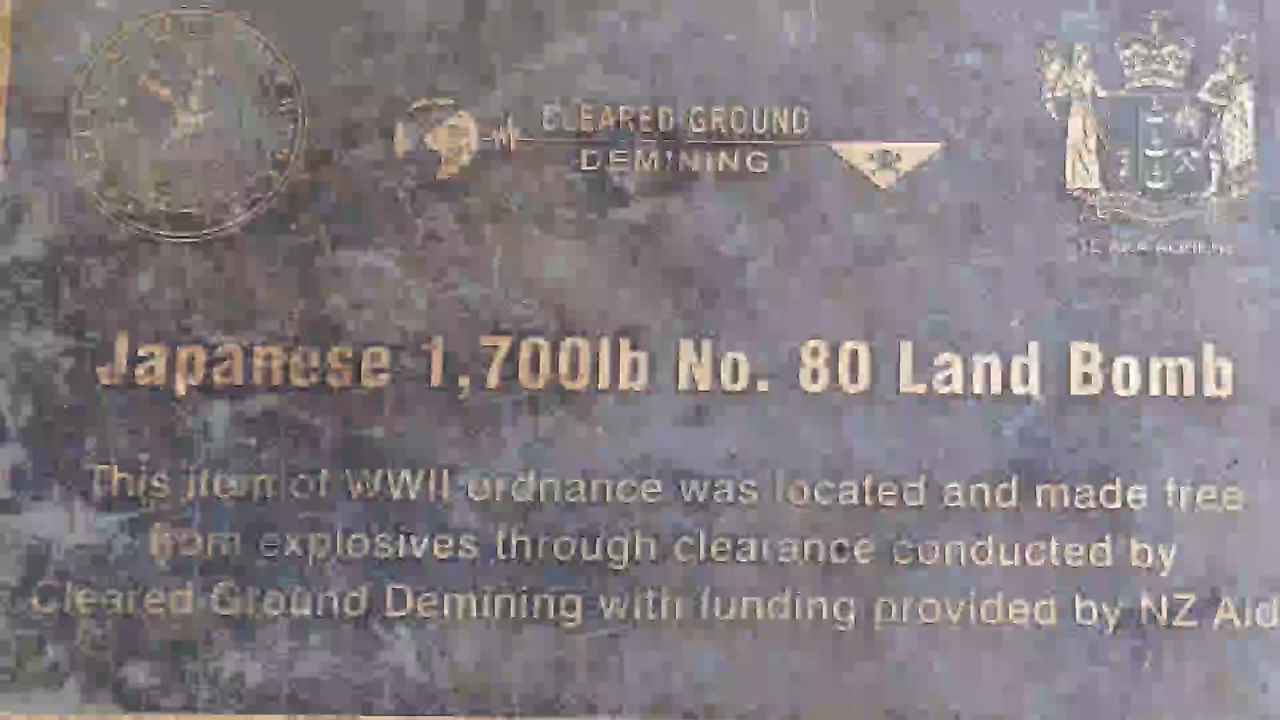 CLEARED GROUND
DEMINING
Japanese 1,700lb No. 80 Land Bomb
This item of WWII ordnance was located and made free
from explosives through clearance conducted by
Cleared Ground Demining with funding provided by NZ Aid